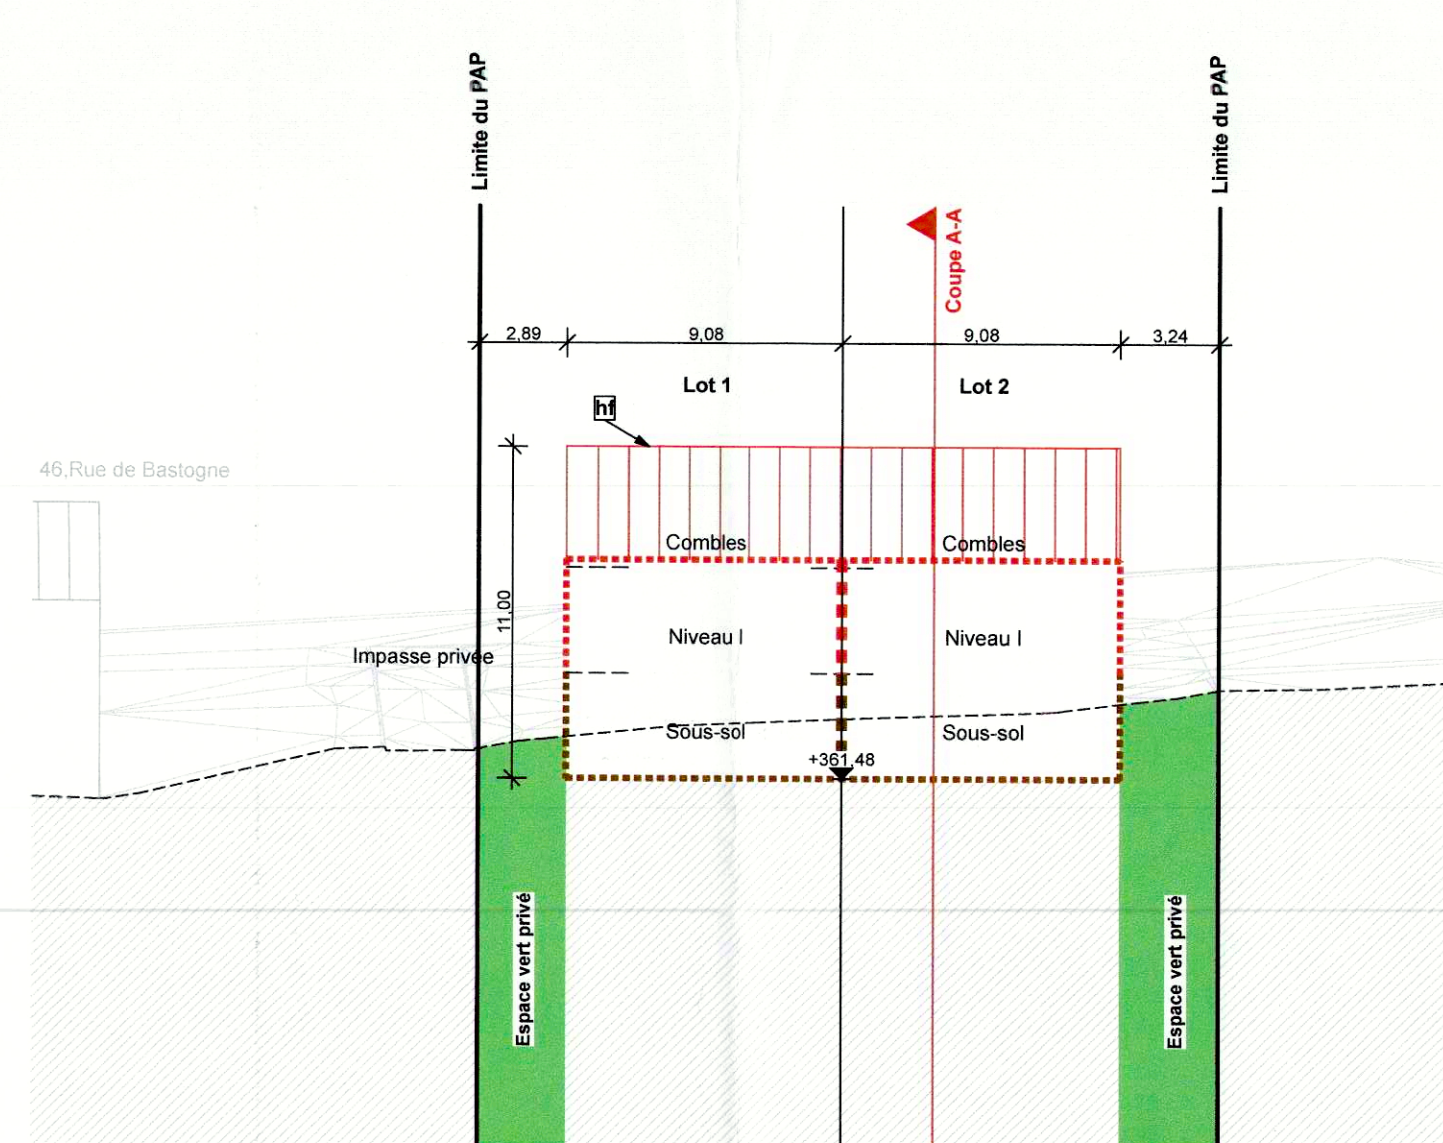 Limite du PAP
Limite du PAP
Coupe A-A
2,89
9,08
9,08
3,24
Lot 1
Lot 2
hf
46,Rue de Bastogne
Combles
Combles
11,00
Niveau I
Niveau I
Impasse privée
Sous-sol
Sous-sol
+361,48
Espace vert privé
Espace vert privé